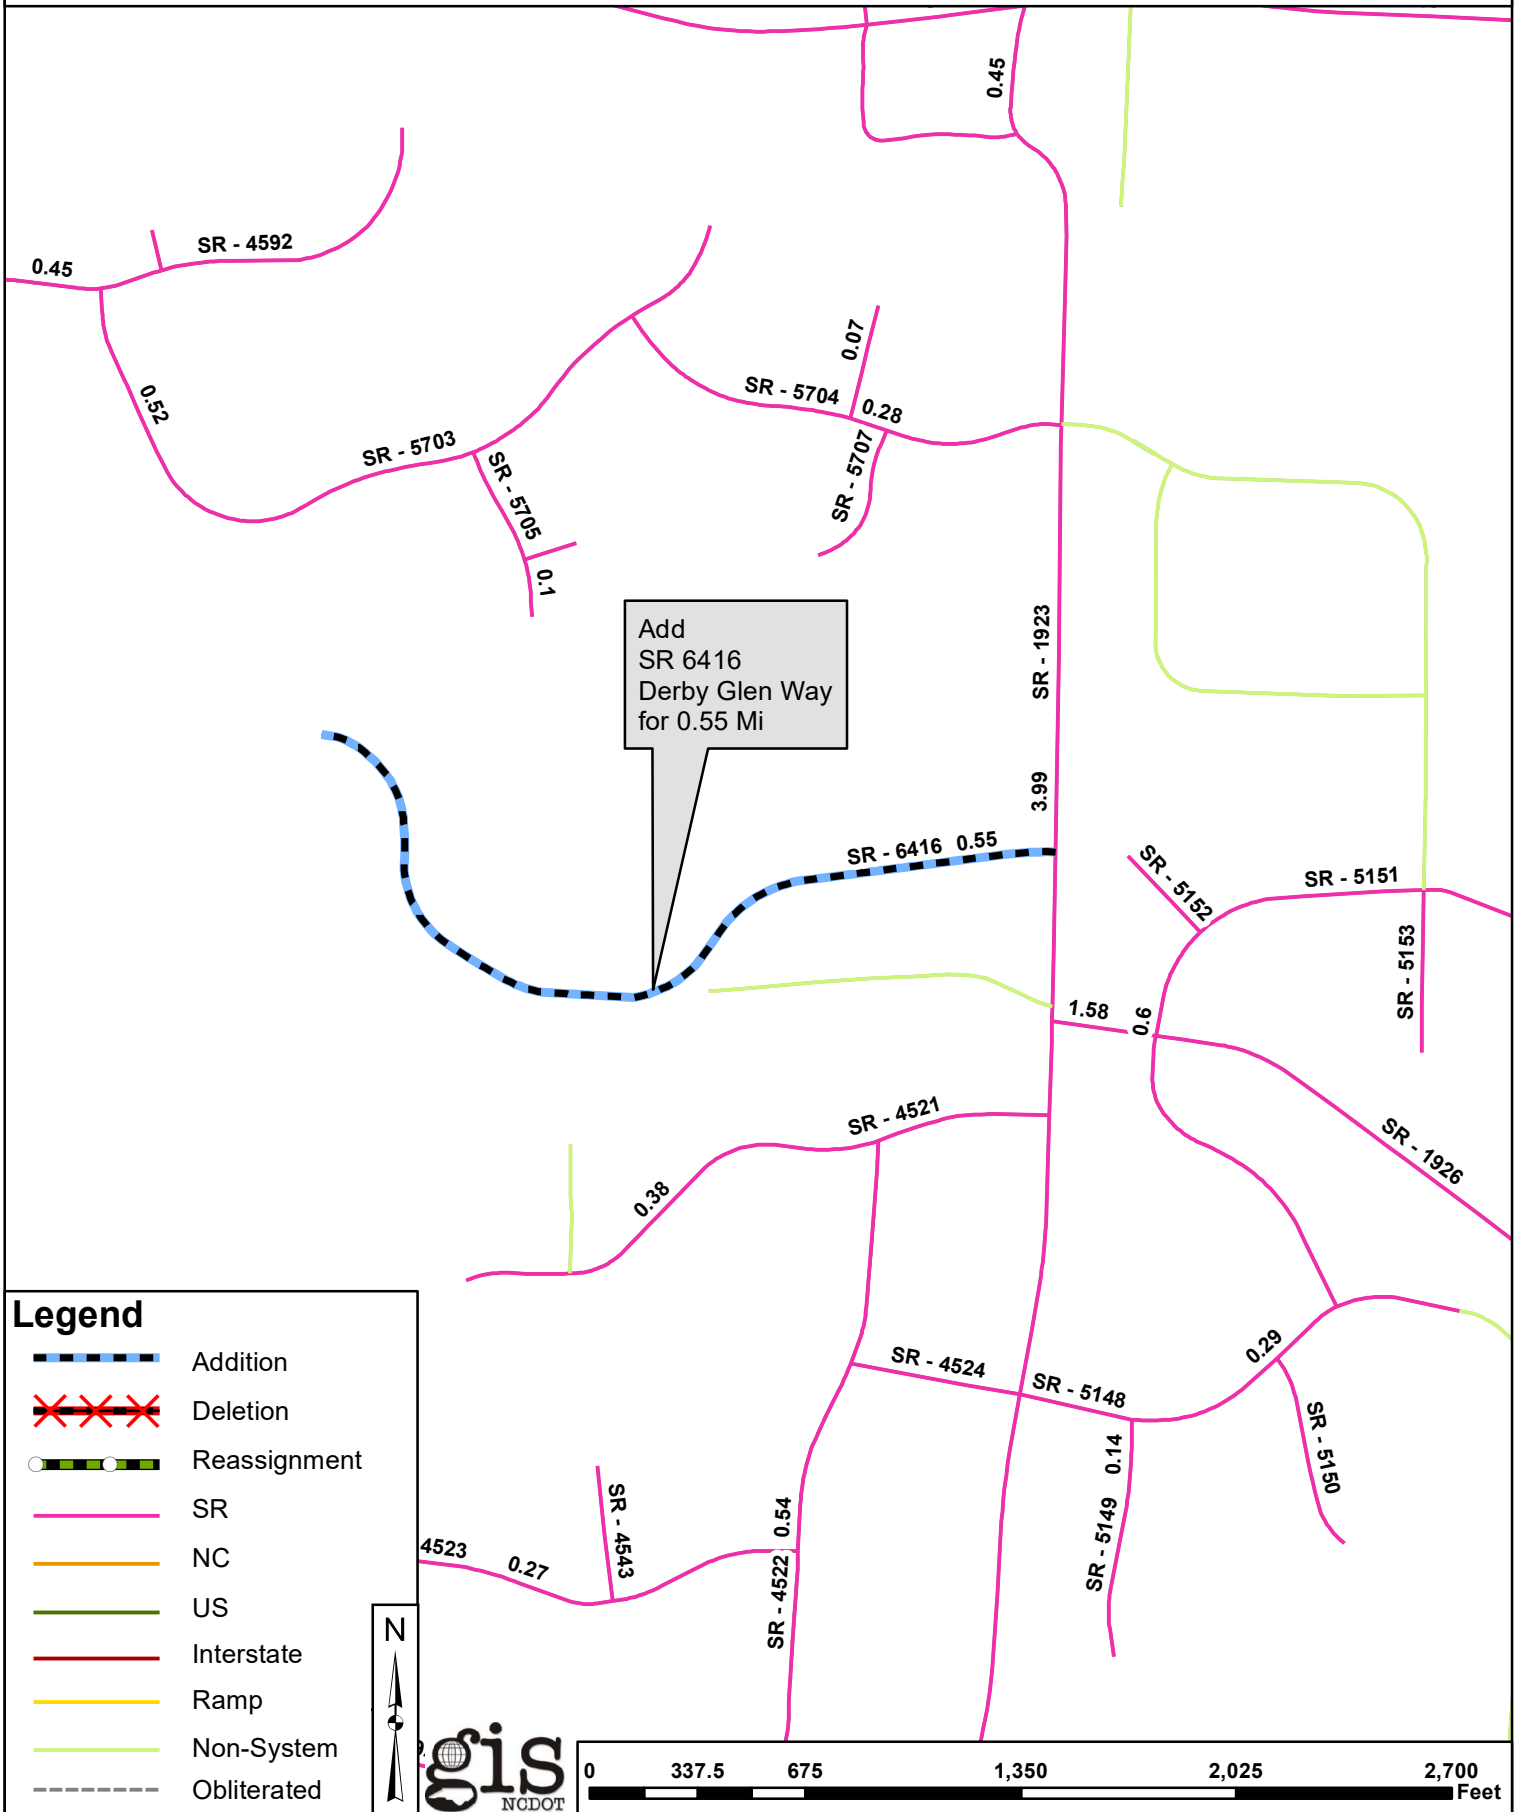 0.45
SR - 4592
0.45
0.07
0.52
SR - 5704
0.28
SR - 5703
SR - 5705
SR - 5707
0.1
Add
SR 6416
Derby Glen Way
for 0.55 Mi
SR - 1923
3.99
SR - 6416 0.55
SR - 5152
SR - 5151
SR - 5153
1.58
0.6
SR - 4521
SR - 1926
0.38
SR - 4524
SR - 5148
0.29
SR - 5150
0.14
SR - 5149
0.54
SR - 4522
SR - 4543
4523
0.27
Legend
Addition
Deletion
Reassignment
SR
NC
US
Interstate
Ramp
Non-System
Obliterated
N
gis
NCDOT
0 337.5 675 1,350 2,025 2,700
Feet